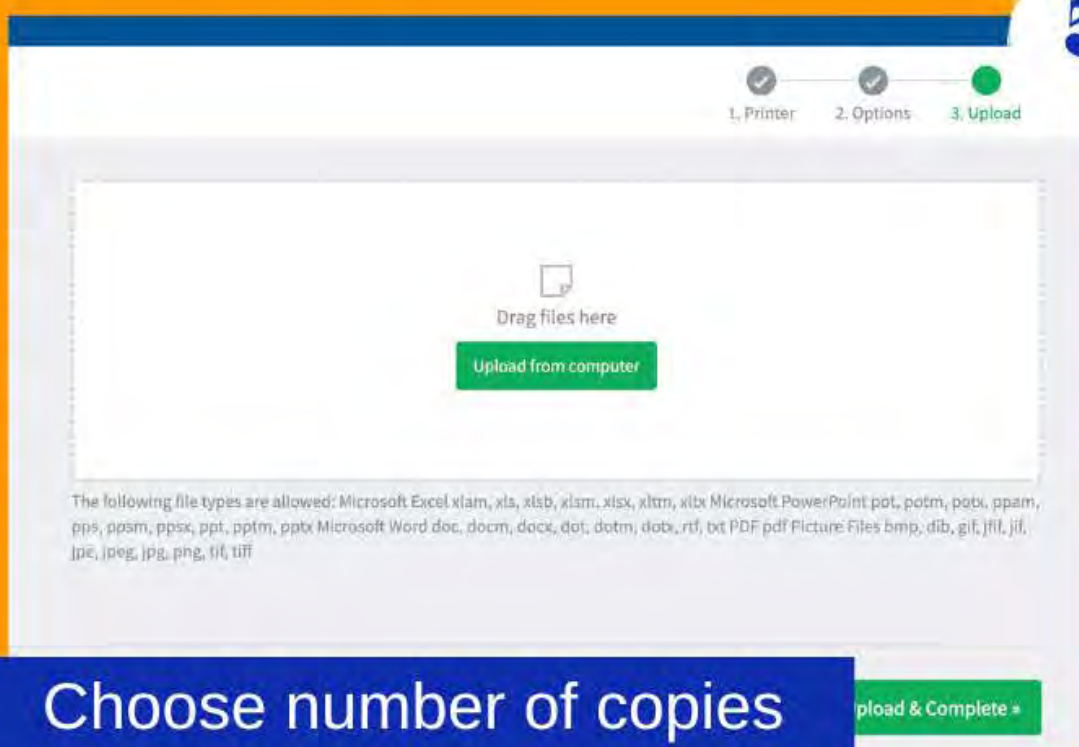 5
1. Printer 2. Options 3. Upload
Drag files here
Upload from computer
The following file types are allowed: Microsoft Excel xlam, xls, xlsb, xlsm, xlsx, xltm, xltx Microsoft PowerPoint pot, potm, potx, ppam,
pps, ppsm, ppsx, ppt, pptm, pptx Microsoft Word doc, docm, docx, dot, dotm, dotx, rtf, txt PDF pdf Picture Files bmp, dib, gif, jfif, jif,
jpe, jpeg, jpg, png, tif, tiff
Choose number of copies
pload & Complete »